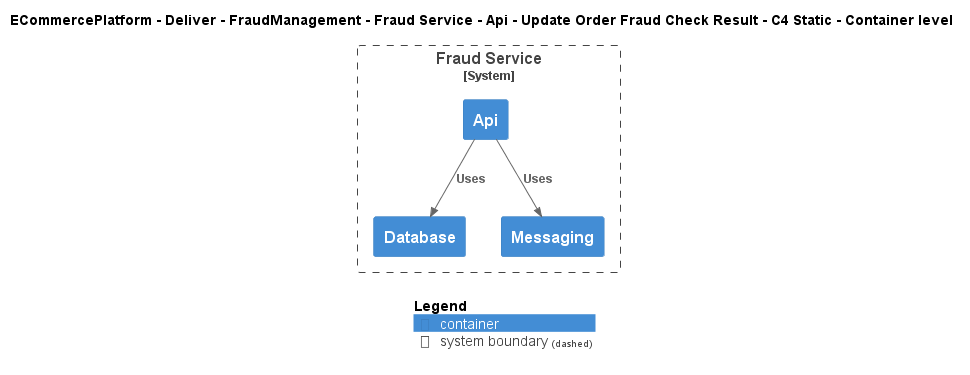 ECommercePlatform - Deliver - FraudManagement - Fraud Service - Api - Update Order Fraud Check Result - C4 Static - Container level
Fraud Service
[System]
Api
Uses
Uses
Database
Messaging
Legend
container
system boundary (dashed)